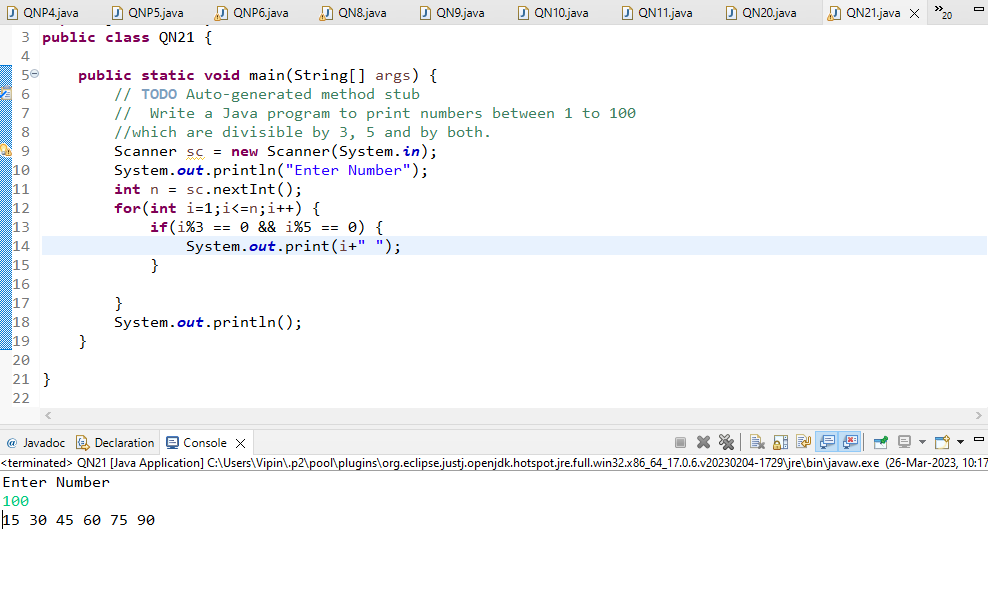 QNP4.java QNP5.java QNP6.java QN8.java QN9.java QN10.java QN11.java QN20.java QN21.java 20
3 public class QN21 {
4
5 public static void main(String[] args) {
6 // TODO Auto-generated method stub
7 //  Write a Java program to print numbers between 1 to 100
8 //which are divisible by 3, 5 and by both.
9 Scanner sc = new Scanner(System.in);
10 System.out.println("Enter Number");
11 int n = sc.nextInt();
12 for(int i=1;i<=n;i++) {
13 if(i%3 == 0 && i%5 == 0) {
14 System.out.print(i+" ");
15 }
16
17 }
18 System.out.println();
19 }
20
21 }
22
@ Javadoc Declaration Console
<terminated> QN21 [Java Application] C:\Users\Vipin\.p2\pool\plugins\org.eclipse.justj.openjdk.hotspot.jre.full.win32.x86_64_17.0.6.v20230204-1729\jre\bin\javaw.exe (26-Mar-2023, 10:17
Enter Number
100
15 30 45 60 75 90